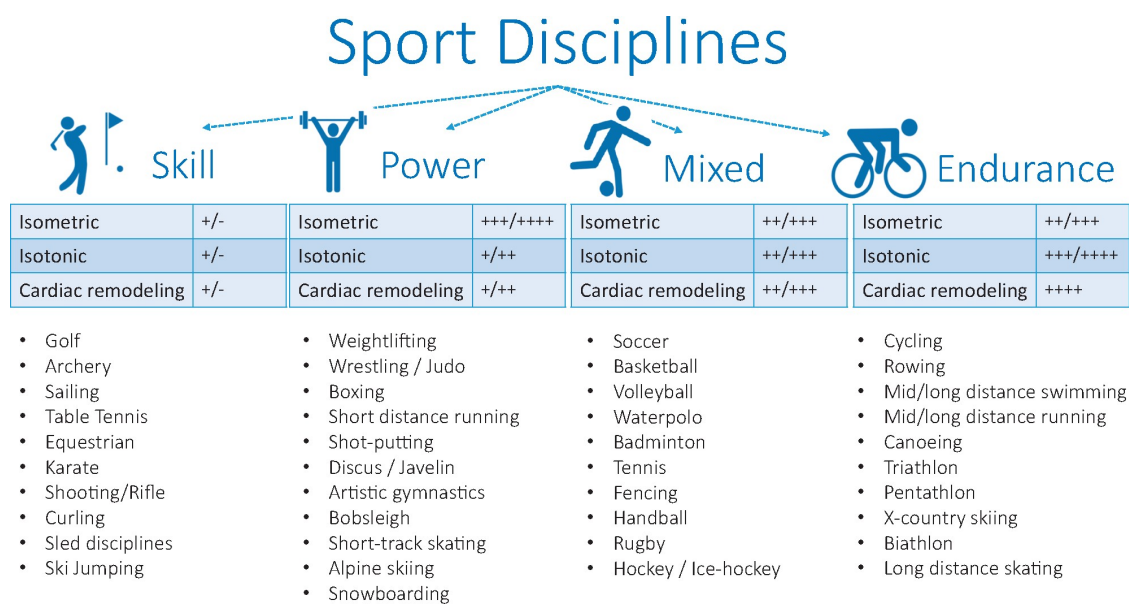 Sport Disciplines
Skill
Isometric +/-
Isotonic +/-
Cardiac remodeling +/-
• Golf
• Archery
• Sailing
• Table Tennis
• Equestrian
• Karate
• Shooting/Rifle
• Curling
• Sled disciplines
• Ski Jumping
Power
Isometric +++/++++
Isotonic +/++
Cardiac remodeling +/++
• Weightlifting
• Wrestling / Judo
• Boxing
• Short distance running
• Shot-putting
• Discus / Javelin
• Artistic gymnastics
• Bobsleigh
• Short-track skating
• Alpine skiing
• Snowboarding
Mixed
Isometric ++/+++
Isotonic ++/+++
Cardiac remodeling ++/+++
• Soccer
• Basketball
• Volleyball
• Waterpolo
• Badminton
• Tennis
• Fencing
• Handball
• Rugby
• Hockey / Ice-hockey
Endurance
Isometric ++/+++
Isotonic +++/++++
Cardiac remodeling ++++
• Cycling
• Rowing
• Mid/long distance swimming
• Mid/long distance running
• Canoeing
• Triathlon
• Pentathlon
• X-country skiing
• Biathlon
• Long distance skating